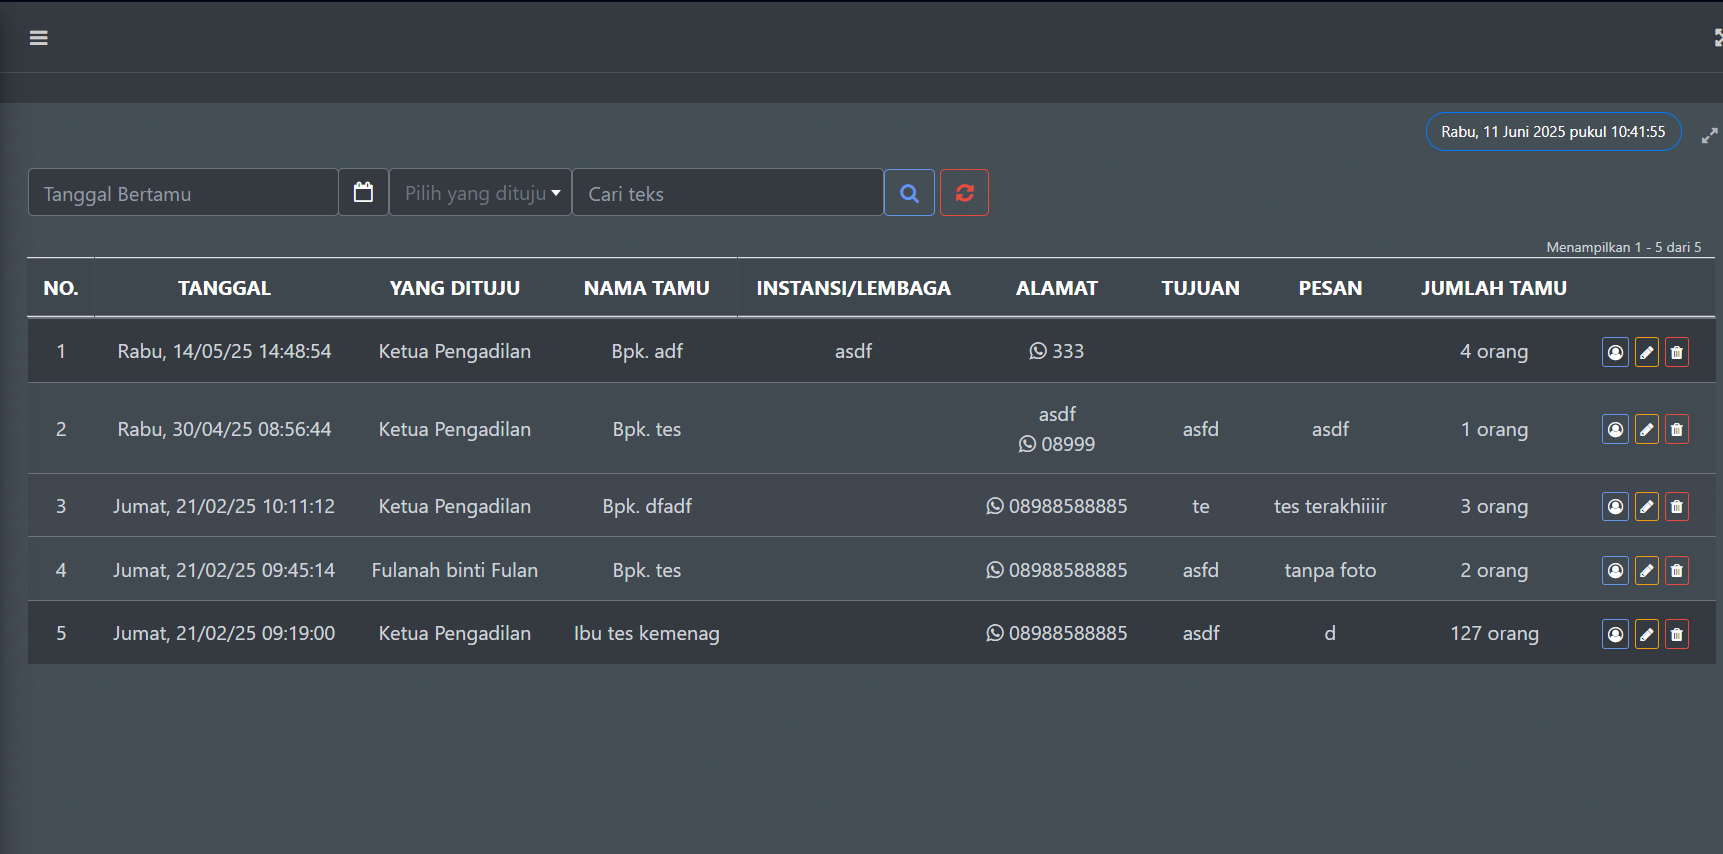 Rabu, 11 Juni 2025 pukul 10:41:55
Tanggal Bertamu Pilih yang dituju Cari teks
Menampilkan 1 - 5 dari 5
NO. TANGGAL YANG DITUJU NAMA TAMU INSTANSI/LEMBAGA ALAMAT TUJUAN PESAN JUMLAH TAMU
1 Rabu, 14/05/25 14:48:54 Ketua Pengadilan Bpk. adf asdf 333 4 orang
asdf
2 Rabu, 30/04/25 08:56:44 Ketua Pengadilan Bpk. tes asfd asdf 1 orang
08999
3 Jumat, 21/02/25 10:11:12 Ketua Pengadilan Bpk. dfadf 08988588885 te tes terakhiiiir 3 orang
4 Jumat, 21/02/25 09:45:14 Fulanah binti Fulan Bpk. tes 08988588885 asfd tanpa foto 2 orang
5 Jumat, 21/02/25 09:19:00 Ketua Pengadilan Ibu tes kemenag 08988588885 asdf d 127 orang